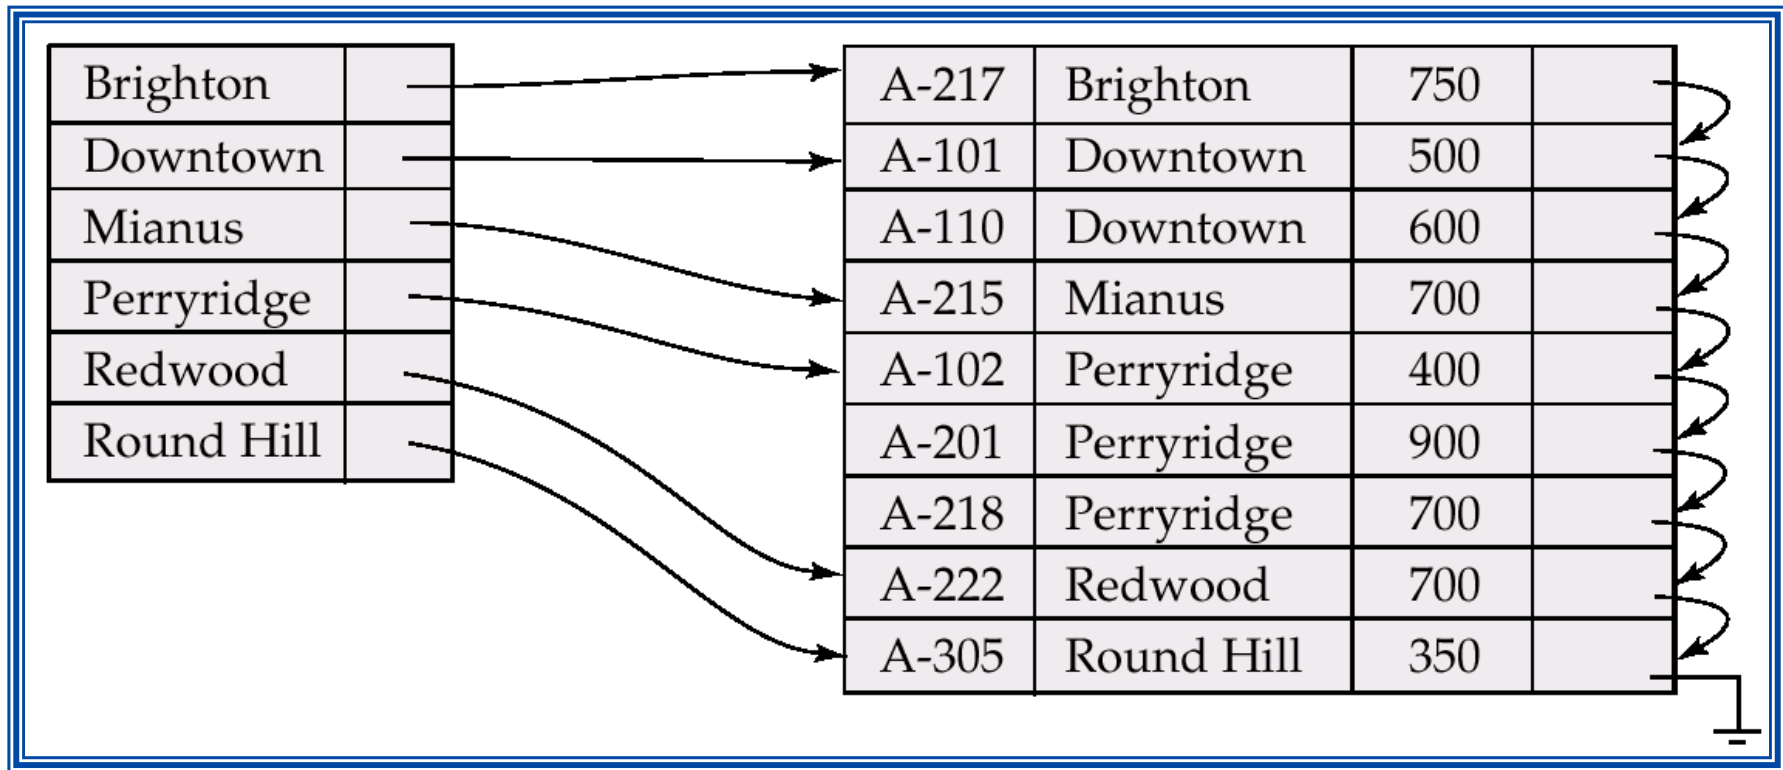 Brighton
Downtown
Mianus
Perryridge
Redwood
Round Hill
A-217 Brighton 750
A-101 Downtown 500
A-110 Downtown 600
A-215 Mianus 700
A-102 Perryridge 400
A-201 Perryridge 900
A-218 Perryridge 700
A-222 Redwood 700
A-305 Round Hill 350